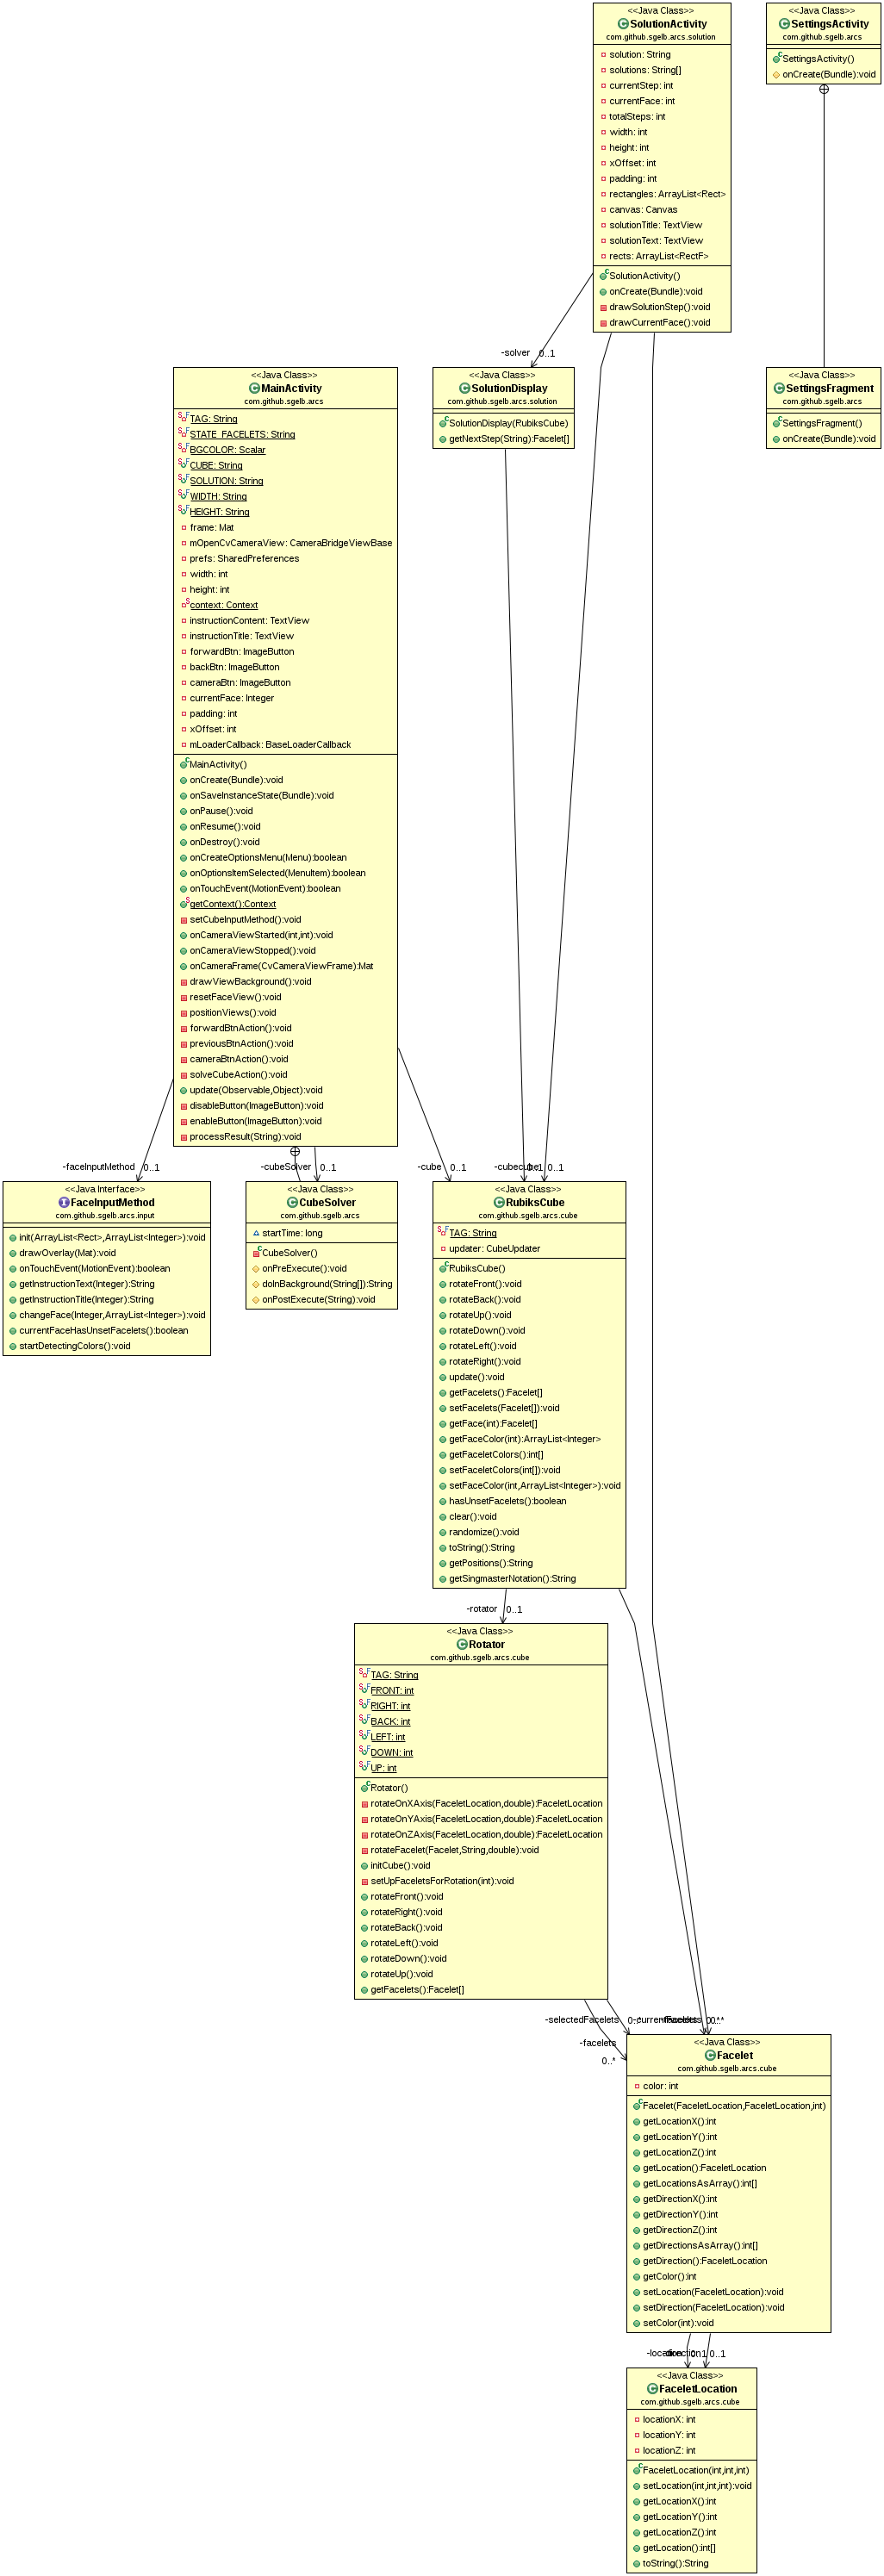 <<Java Class>>
SolutionActivity
com.github.sgelb.arcs.solution
solution: String
solutions: String[]
currentStep: int
currentFace: int
totalSteps: int
width: int
height: int
xOffset: int
padding: int
rectangles: ArrayList<Rect>
canvas: Canvas
solutionTitle: TextView
solutionText: TextView
rects: ArrayList<RectF>
SolutionActivity()
onCreate(Bundle):void
drawSolutionStep():void
drawCurrentFace():void
<<Java Class>>
SettingsActivity
com.github.sgelb.arcs
SettingsActivity()
onCreate(Bundle):void
-solver 0..1
<<Java Class>>
MainActivity
com.github.sgelb.arcs
TAG: String
STATE_FACELETS: String
BGCOLOR: Scalar
CUBE: String
SOLUTION: String
WIDTH: String
HEIGHT: String
frame: Mat
mOpenCvCameraView: CameraBridgeViewBase
prefs: SharedPreferences
width: int
height: int
context: Context
instructionContent: TextView
instructionTitle: TextView
forwardBtn: ImageButton
backBtn: ImageButton
cameraBtn: ImageButton
currentFace: Integer
padding: int
xOffset: int
mLoaderCallback: BaseLoaderCallback
MainActivity()
onCreate(Bundle):void
onSaveInstanceState(Bundle):void
onPause():void
onResume():void
onDestroy():void
onCreateOptionsMenu(Menu):boolean
onOptionsItemSelected(MenuItem):boolean
onTouchEvent(MotionEvent):boolean
getContext():Context
setCubeInputMethod():void
onCameraViewStarted(int,int):void
onCameraViewStopped():void
onCameraFrame(CvCameraViewFrame):Mat
drawViewBackground():void
resetFaceView():void
positionViews():void
forwardBtnAction():void
previousBtnAction():void
cameraBtnAction():void
solveCubeAction():void
update(Observable,Object):void
disableButton(ImageButton):void
enableButton(ImageButton):void
processResult(String):void
<<Java Class>>
SolutionDisplay
com.github.sgelb.arcs.solution
SolutionDisplay(RubiksCube)
getNextStep(String):Facelet[]
<<Java Class>>
SettingsFragment
com.github.sgelb.arcs
SettingsFragment()
onCreate(Bundle):void
-faceInputMethod 0..1
-cubeSolver 0..1
-cube 0..1
-cube
cube
0..1
0..1
<<Java Interface>>
FaceInputMethod
com.github.sgelb.arcs.input
init(ArrayList<Rect>,ArrayList<Integer>):void
drawOverlay(Mat):void
onTouchEvent(MotionEvent):boolean
getInstructionText(Integer):String
getInstructionTitle(Integer):String
changeFace(Integer,ArrayList<Integer>):void
currentFaceHasUnsetFacelets():boolean
startDetectingColors():void
<<Java Class>>
CubeSolver
com.github.sgelb.arcs
startTime: long
CubeSolver()
onPreExecute():void
doInBackground(String[]):String
onPostExecute(String):void
<<Java Class>>
RubiksCube
com.github.sgelb.arcs.cube
TAG: String
updater: CubeUpdater
RubiksCube()
rotateFront():void
rotateBack():void
rotateUp():void
rotateDown():void
rotateLeft():void
rotateRight():void
update():void
getFacelets():Facelet[]
setFacelets(Facelet[]):void
getFace(int):Facelet[]
getFaceColor(int):ArrayList<Integer>
getFaceletColors():int[]
setFaceletColors(int[]):void
setFaceColor(int,ArrayList<Integer>):void
hasUnsetFacelets():boolean
clear():void
randomize():void
toString():String
getPositions():String
getSingmasterNotation():String
-rotator 0..1
<<Java Class>>
Rotator
com.github.sgelb.arcs.cube
TAG: String
FRONT: int
RIGHT: int
BACK: int
LEFT: int
DOWN: int
UP: int
Rotator()
rotateOnXAxis(FaceletLocation,double):FaceletLocation
rotateOnYAxis(FaceletLocation,double):FaceletLocation
rotateOnZAxis(FaceletLocation,double):FaceletLocation
rotateFacelet(Facelet,String,double):void
initCube():void
setUpFaceletsForRotation(int):void
rotateFront():void
rotateRight():void
rotateBack():void
rotateLeft():void
rotateDown():void
rotateUp():void
getFacelets():Facelet[]
-selectedFacelets
-facelets
0..*
0..*
<<Java Class>>
Facelet
com.github.sgelb.arcs.cube
color: int
Facelet(FaceletLocation,FaceletLocation,int)
getLocationX():int
getLocationY():int
getLocationZ():int
getLocation():FaceletLocation
getLocationsAsArray():int[]
getDirectionX():int
getDirectionY():int
getDirectionZ():int
getDirectionsAsArray():int[]
getDirection():FaceletLocation
getColor():int
setLocation(FaceletLocation):void
setDirection(FaceletLocation):void
setColor(int):void
-location
direction
0..1
<<Java Class>>
FaceletLocation
com.github.sgelb.arcs.cube
locationX: int
locationY: int
locationZ: int
FaceletLocation(int,int,int)
setLocation(int,int,int):void
getLocationX():int
getLocationY():int
getLocationZ():int
getLocation():int[]
toString():String